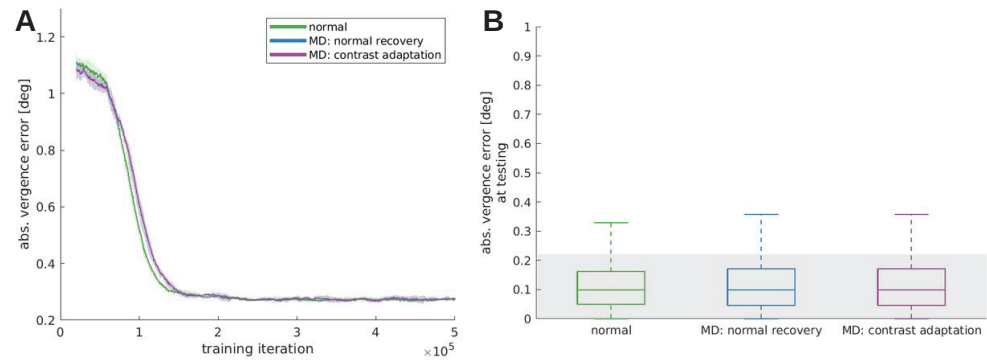 A
abs. vergence error [deg]
1.2
1
0.8
0.6
0.4
0.2
0
1
2
3
4
5
×10⁵
training iteration
normal
MD: normal recovery
MD: contrast adaptation
B
abs. vergence error [deg]
at testing
1
0.9
0.8
0.7
0.6
0.5
0.4
0.3
0.2
0.1
0
normal
MD: normal recovery
MD: contrast adaptation